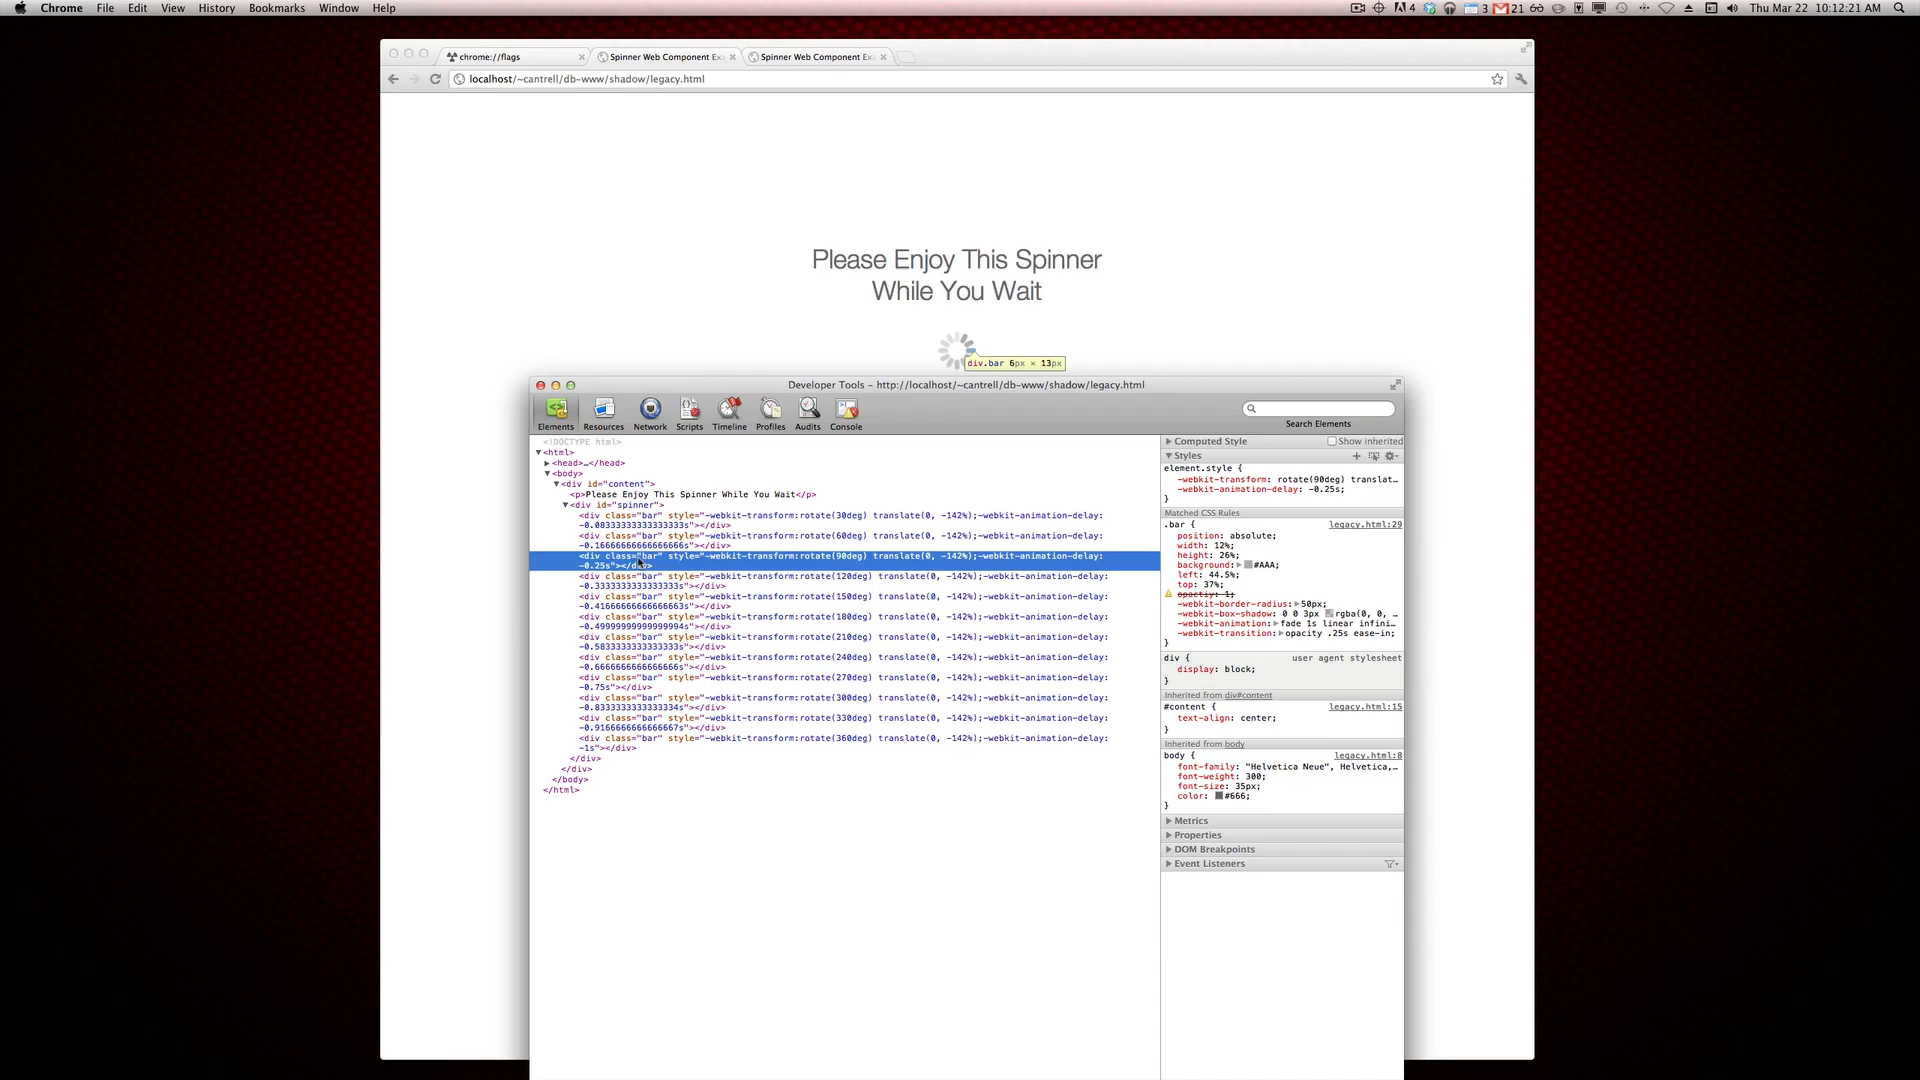 Chrome File Edit View History Bookmarks Window Help
4 3 21 Thu Mar 22 10:12:21 AM
chrome://flags Spinner Web Component Exa Spinner Web Component Exa
localhost/~cantrell/db-www/shadow/legacy.html
Please Enjoy This Spinner
While You Wait
div.bar 6px × 13px
Developer Tools - http://localhost/~cantrell/db-www/shadow/legacy.html
Elements Resources Network Scripts Timeline Profiles Audits Console
Search Elements
<!DOCTYPE html>
<html>
<head>…</head>
<body>
<div id="content">
<p>Please Enjoy This Spinner While You Wait</p>
<div id="spinner">
<div class="bar" style="-webkit-transform:rotate(30deg) translate(0, -142%);-webkit-animation-delay:
-0.08333333333333333s"></div>
<div class="bar" style="-webkit-transform:rotate(60deg) translate(0, -142%);-webkit-animation-delay:
-0.16666666666666666s"></div>
<div class="bar" style="-webkit-transform:rotate(90deg) translate(0, -142%);-webkit-animation-delay:
-0.25s"></div>
<div class="bar" style="-webkit-transform:rotate(120deg) translate(0, -142%);-webkit-animation-delay:
-0.3333333333333333s"></div>
<div class="bar" style="-webkit-transform:rotate(150deg) translate(0, -142%);-webkit-animation-delay:
-0.41666666666666663s"></div>
<div class="bar" style="-webkit-transform:rotate(180deg) translate(0, -142%);-webkit-animation-delay:
-0.49999999999999994s"></div>
<div class="bar" style="-webkit-transform:rotate(210deg) translate(0, -142%);-webkit-animation-delay:
-0.5833333333333333s"></div>
<div class="bar" style="-webkit-transform:rotate(240deg) translate(0, -142%);-webkit-animation-delay:
-0.6666666666666666s"></div>
<div class="bar" style="-webkit-transform:rotate(270deg) translate(0, -142%);-webkit-animation-delay:
-0.75s"></div>
<div class="bar" style="-webkit-transform:rotate(300deg) translate(0, -142%);-webkit-animation-delay:
-0.8333333333333334s"></div>
<div class="bar" style="-webkit-transform:rotate(330deg) translate(0, -142%);-webkit-animation-delay:
-0.9166666666666667s"></div>
<div class="bar" style="-webkit-transform:rotate(360deg) translate(0, -142%);-webkit-animation-delay:
-1s"></div>
</div>
</div>
</body>
</html>
Computed Style Show inherited
Styles
element.style {
-webkit-transform: rotate(90deg) translat…
-webkit-animation-delay: -0.25s;
}
Matched CSS Rules
.bar { legacy.html:29
position: absolute;
width: 12%;
height: 26%;
background: #AAA;
left: 44.5%;
top: 37%;
opactiy: 1;
-webkit-border-radius: 50px;
-webkit-box-shadow: 0 0 3px rgba(0, 0, …
-webkit-animation: fade 1s linear infini…
-webkit-transition: opacity .25s ease-in;
}
div { user agent stylesheet
display: block;
}
Inherited from div#content
#content { legacy.html:15
text-align: center;
}
Inherited from body
body { legacy.html:8
font-family: "Helvetica Neue", Helvetica,…
font-weight: 300;
font-size: 35px;
color: #666;
}
Metrics
Properties
DOM Breakpoints
Event Listeners